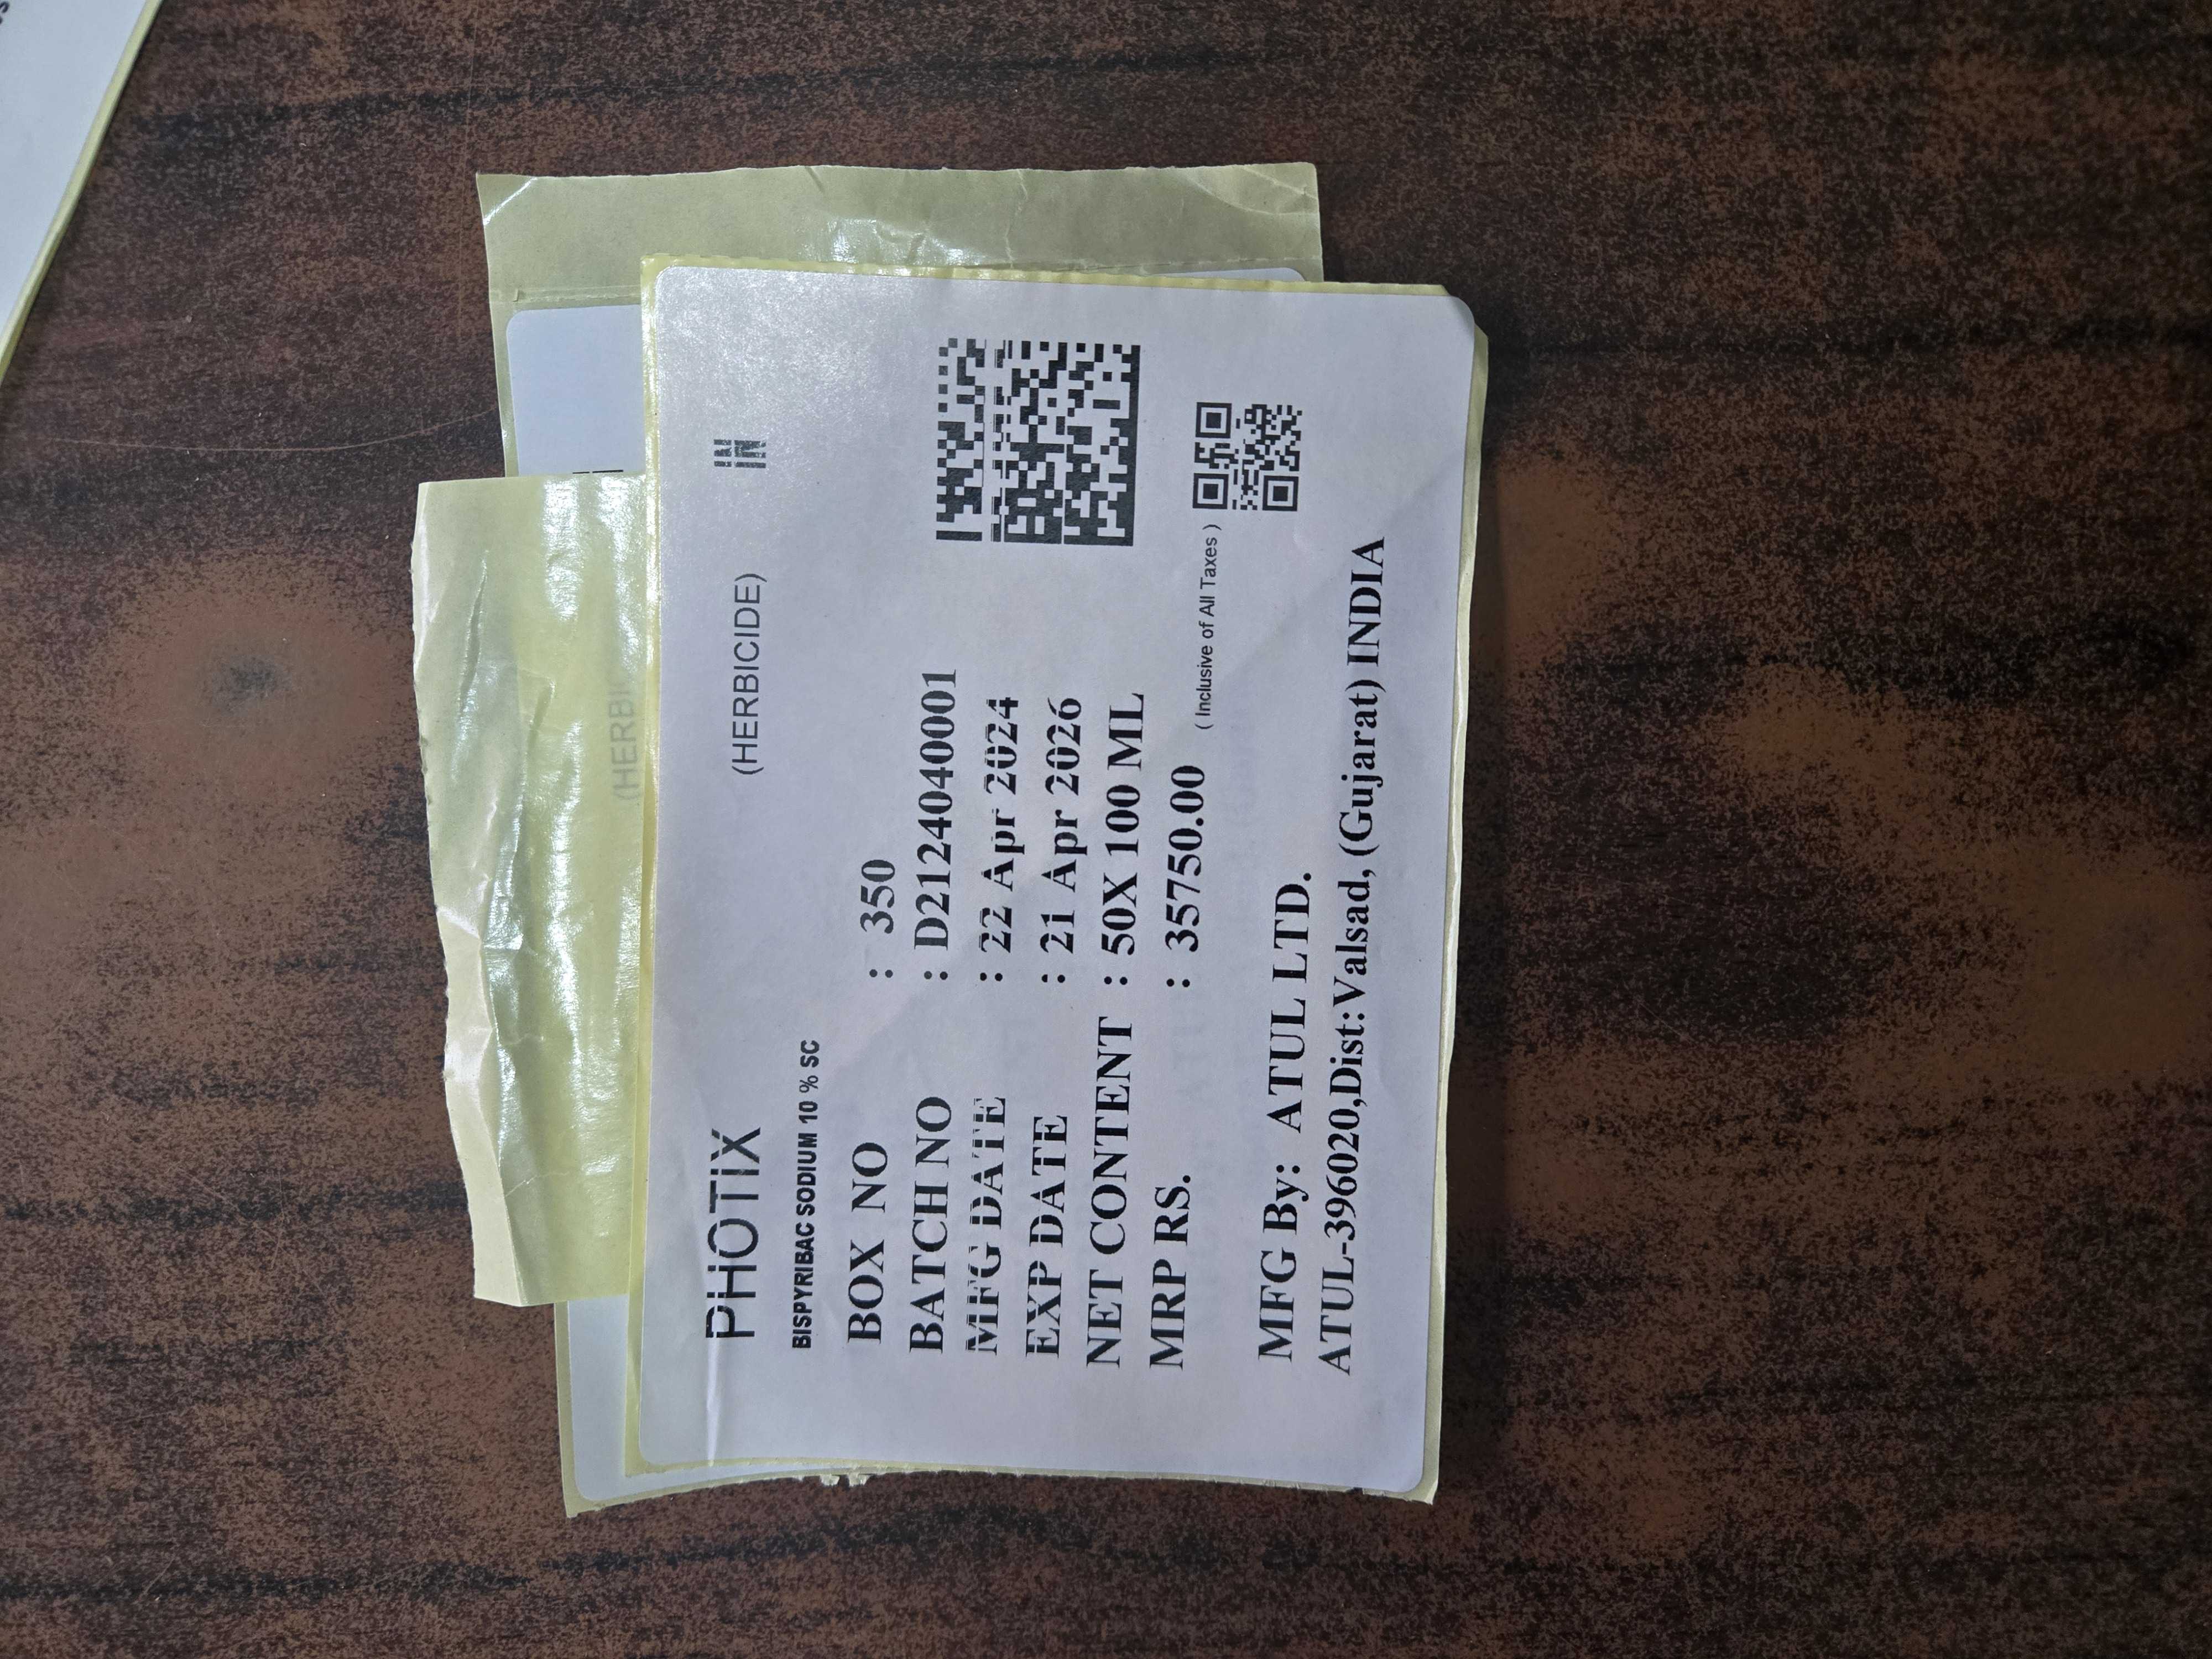 PHOTIX (HERBICIDE) IN
BISPYRIBAC SODIUM 10 % SC
BOX NO : 350
BATCH NO : D2124040001
MFG DATE : 22 Apr 2024
EXP DATE : 21 Apr 2026
NET CONTENT : 50X 100 ML
MRP RS. : 35750.00 ( Inclusive of All Taxes )
MFG By: ATUL LTD.
ATUL-396020,Dist:Valsad, (Gujarat) INDIA